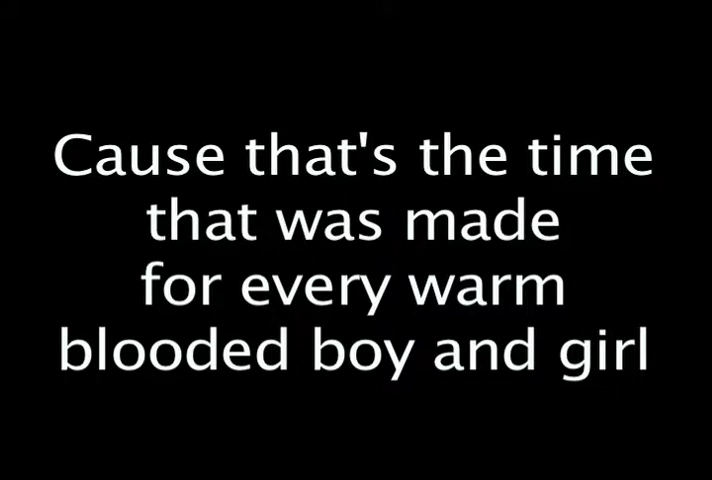 Cause that's the time
that was made
for every warm
blooded boy and girl